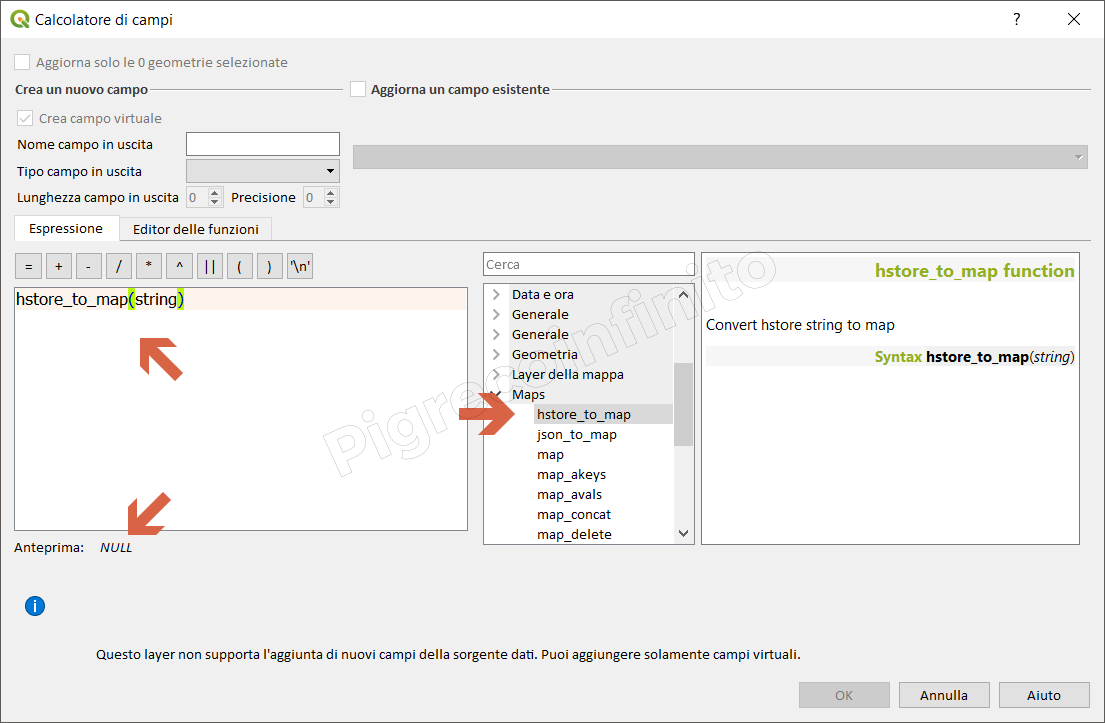 Calcolatore di campi
?
Aggiorna solo le 0 geometrie selezionate
Crea un nuovo campo
Aggiorna un campo esistente
Crea campo virtuale
Nome campo in uscita
Tipo campo in uscita
Lunghezza campo in uscita 0 Precisione 0
Espressione Editor delle funzioni
= + - / * ^ || ( ) '\n'
hstore_to_map(string)
Anteprima: NULL
Cerca
Data e ora
Generale
Generale
Geometria
Layer della mappa
Maps
hstore_to_map
json_to_map
map
map_akeys
map_avals
map_concat
map_delete
hstore_to_map function
Convert hstore string to map
Syntax hstore_to_map(string)
Pigrecoinfinito
i
Questo layer non supporta l'aggiunta di nuovi campi della sorgente dati. Puoi aggiungere solamente campi virtuali.
OK Annulla Aiuto